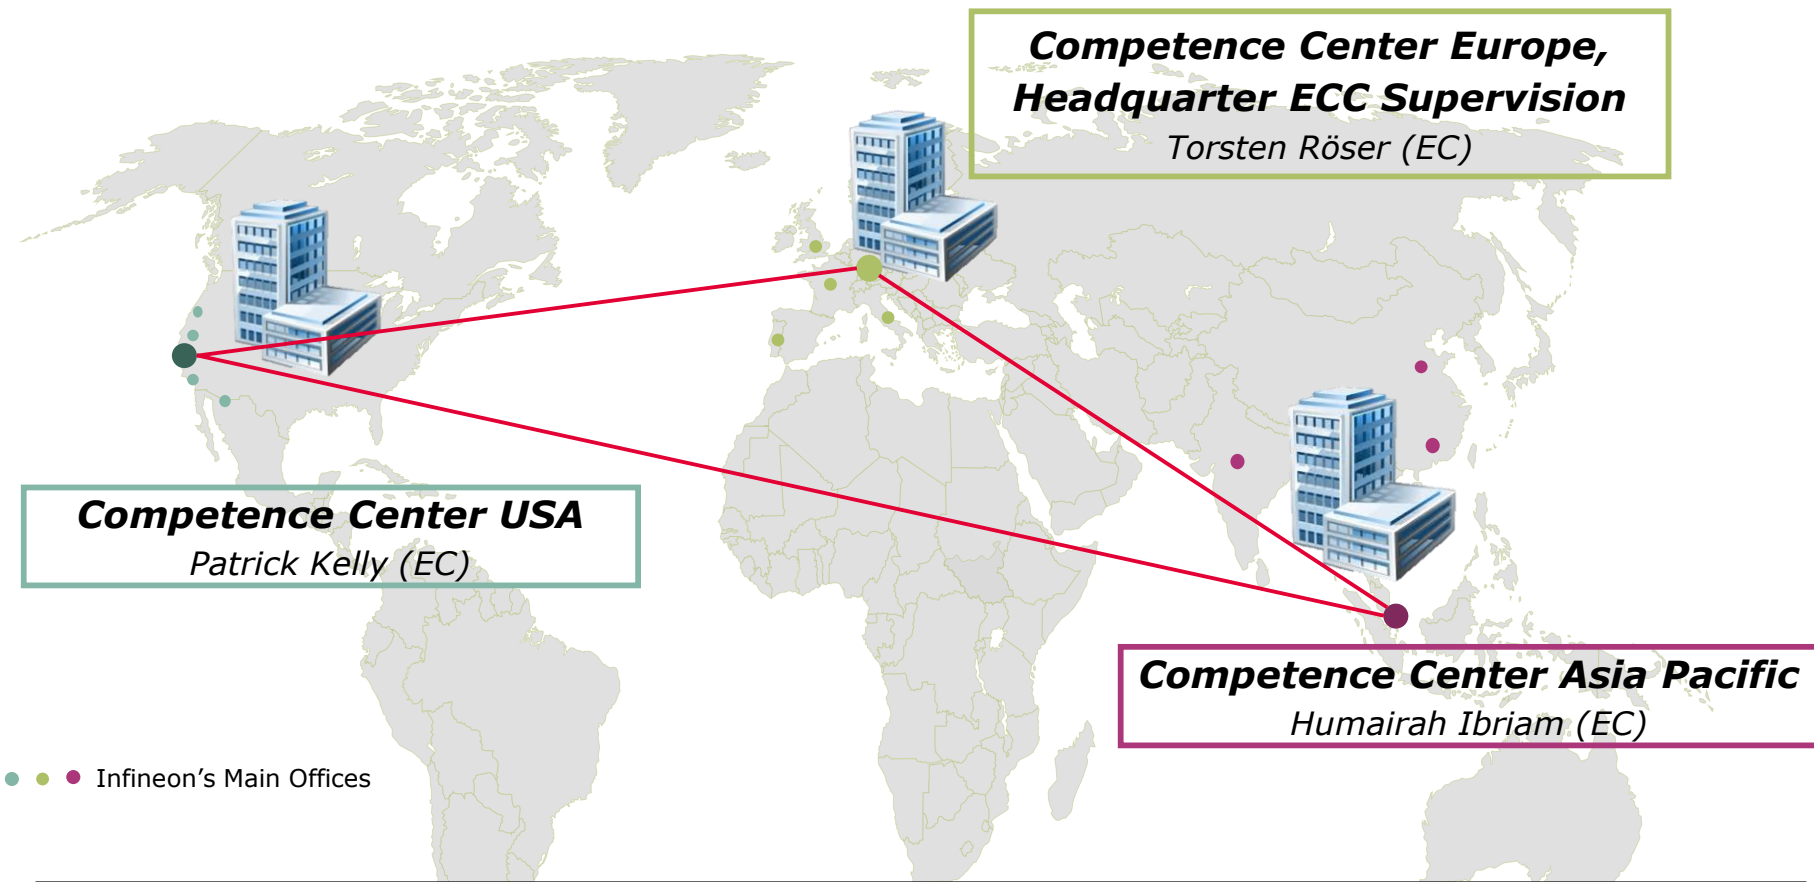 Competence Center Europe,
Headquarter ECC Supervision
Torsten Röser (EC)
Competence Center USA
Patrick Kelly (EC)
Competence Center Asia Pacific
Humairah Ibriam (EC)
Infineon’s Main Offices